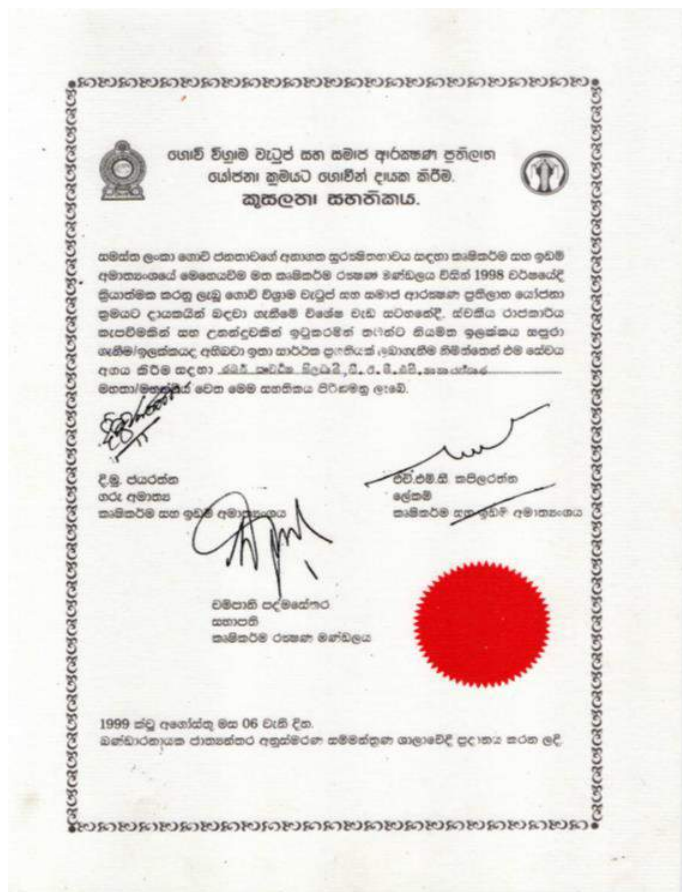 ගොවි විශ්‍රාම වැටුප් සහ සමාජ ආරක්‍ෂණ ප්‍රතිලාභ
යෝජනා ක්‍රමයට ගොවීන් දායක කිරීම.
කුසලතා සහතිකය.
සමස්ත ලංකා ගොවි ජනතාවගේ අනාගත සුරක්‍ෂිතභාවය සඳහා කෘෂිකර්ම සහ ඉඩම්
අමාත්‍යංශයේ මෙහෙයවීම මත කෘෂිකර්ම රක්‍ෂණ මණ්ඩලය විසින් 1998 වර්ෂයේදී
ක්‍රියාත්මක කරනු ලැබූ ගොවි විශ්‍රාම වැටුප් සහ සමාජ ආරක්‍ෂණ ප්‍රතිලාභ යෝජනා
ක්‍රමයට දායකයින් බඳවා ගැනීමේ විශේෂ වැඩ සටහනේදී, ස්වකීය රාජකාරිය
කැපවීමකින් සහ උනන්දුවකින් ඉටුකරමින් තමන්ට නියමිත ඉලක්කය සපුරා
ගැනීම/ඉලක්කයද අභිබවා ඉතා සාර්ථක ප්‍රගතියක් ලබාගැනීම නිමිත්තෙන් එම සේවය
අගය කිරීම සඳහා
මහතා/මහත්මිය වෙත මෙම සහතිකය පිරිනමනු ලැබේ.
දි.මු. ජයරත්න
ගරු අමාත්‍ය
කෘෂිකර්ම සහ ඉඩම් අමාත්‍යංශය
එච්.එම්.සී. කපිලරත්න
ලේකම්
කෘෂිකර්ම සහ ඉඩම් අමාත්‍යංශය
චම්පානි පද්මසේකර
සභාපති
කෘෂිකර්ම රක්‍ෂණ මණ්ඩලය
1999 ක්වූ අගෝස්තු මස 06 වැනි දින.
බණ්ඩාරනායක ජාත්‍යන්තර අනුස්මරණ සම්මන්ත්‍රණ ශාලාවේදී ප්‍රදානය කරන ලදි.